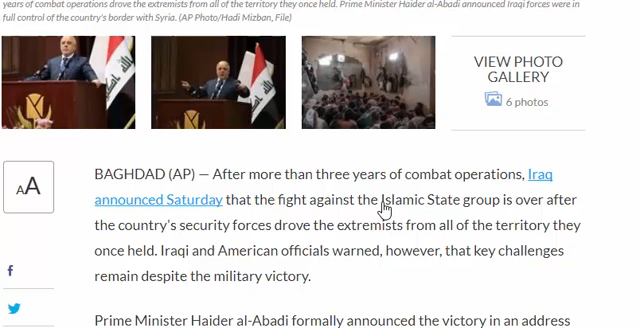 years of combat operations drove the extremists from all of the territory they once held. Prime Minister Haider al-Abadi announced Iraqi forces were in
full control of the country's border with Syria. (AP Photo/Hadi Mizban, File)
VIEW PHOTO
GALLERY
6 photos
AA
BAGHDAD (AP) — After more than three years of combat operations, Iraq
announced Saturday that the fight against the Islamic State group is over after
the country's security forces drove the extremists from all of the territory they
once held. Iraqi and American officials warned, however, that key challenges
remain despite the military victory.
Prime Minister Haider al-Abadi formally announced the victory in an address